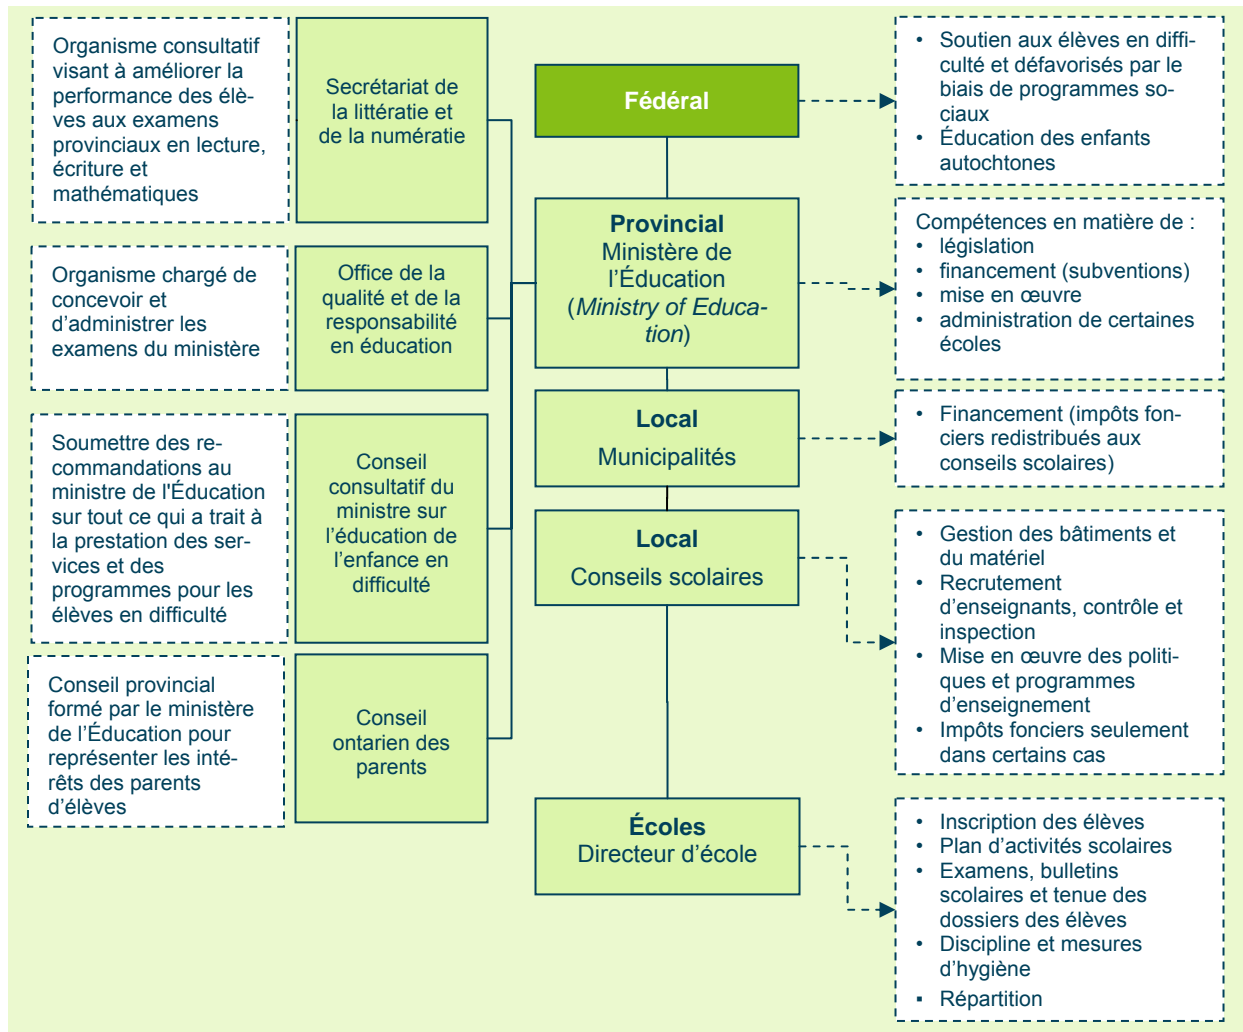 Organisme consultatif
visant à améliorer la
performance des élè-
ves aux examens
provinciaux en lecture,
écriture et
mathématiques
Secrétariat de
la littératie et
de la numératie
Fédéral
• Soutien aux élèves en diffi-
culté et défavorisés par le
biais de programmes so-
ciaux
• Éducation des enfants
autochtones
Organisme chargé de
concevoir et
d’administrer les
examens du ministère
Office de la
qualité et de la
responsabilité
en éducation
Provincial
Ministère de
l’Éducation
(Ministry of Educa-
tion)
Compétences en matière de :
• législation
• financement (subventions)
• mise en œuvre
• administration de certaines
écoles
Soumettre des re-
commandations au
ministre de l'Éducation
sur tout ce qui a trait à
la prestation des ser-
vices et des
programmes pour les
élèves en difficulté
Conseil
consultatif du
ministre sur
l’éducation de
l’enfance en
difficulté
Local
Municipalités
• Financement (impôts fon-
ciers redistribués aux
conseils scolaires)
Local
Conseils scolaires
• Gestion des bâtiments et
du matériel
• Recrutement
d’enseignants, contrôle et
inspection
• Mise en œuvre des politi-
ques et programmes
d’enseignement
• Impôts fonciers seulement
dans certains cas
Conseil provincial
formé par le ministère
de l’Éducation pour
représenter les inté-
rêts des parents
d’élèves
Conseil
ontarien des
parents
Écoles
Directeur d’école
• Inscription des élèves
• Plan d’activités scolaires
• Examens, bulletins
scolaires et tenue des
dossiers des élèves
• Discipline et mesures
d’hygiène
▪ Répartition